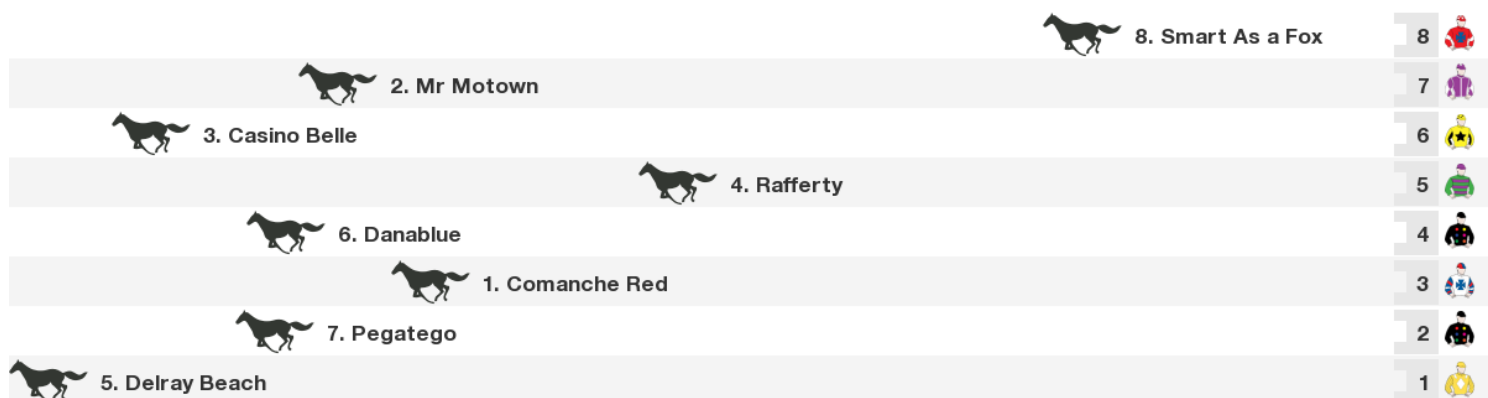 8. Smart As a Fox 8
2. Mr Motown 7
3. Casino Belle 6
4. Rafferty 5
6. Danablue 4
1. Comanche Red 3
7. Pegatego 2
5. Delray Beach 1